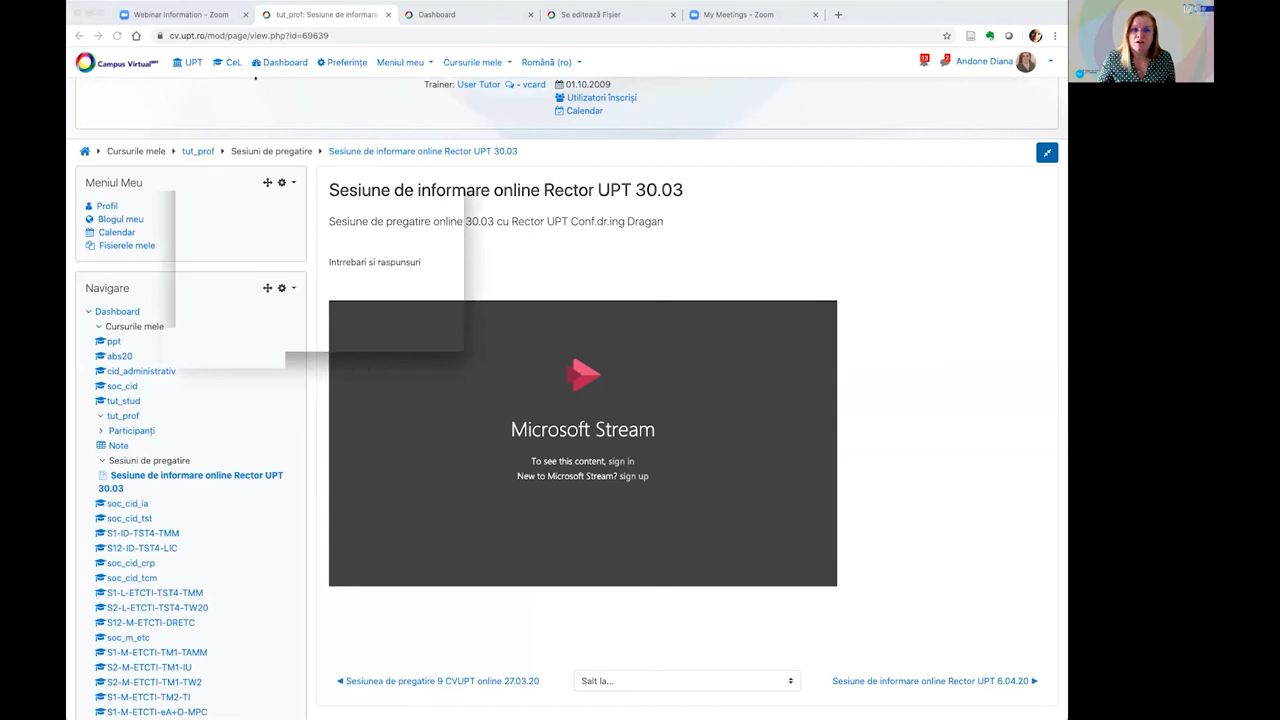 Webinar Information - Zoom
tut_prof: Sesiune de informare
Dashboard
Se editează Fișier
My Meetings - Zoom
cv.upt.ro/mod/page/view.php?id=69639
Campus Virtual UPT
UPT
CeL
Dashboard
Preferințe
Meniul meu
Cursurile mele
Română (ro)
Andone Diana
Trainer: User Tutor - vcard
01.10.2009
Utilizatori înscriși
Calendar
Cursurile mele
tut_prof
Sesiuni de pregatire
Sesiune de informare online Rector UPT 30.03
Meniul Meu
Profil
Blogul meu
Calendar
Fisierele mele
Navigare
Dashboard
Cursurile mele
ppt
abs20
cid_administrativ
soc_cid
tut_stud
tut_prof
Participanți
Note
Sesiuni de pregatire
Sesiune de informare online Rector UPT
30.03
soc_cid_ia
soc_cid_tst
S1-ID-TST4-TMM
S12-ID-TST4-LIC
soc_cid_crp
soc_cid_tcm
S1-L-ETCTI-TST4-TMM
S2-L-ETCTI-TST4-TW20
S12-M-ETCTI-DRETC
soc_m_etc
S1-M-ETCTI-TM1-TAMM
S2-M-ETCTI-TM1-IU
S2-M-ETCTI-TM1-TW2
S1-M-ETCTI-TM2-TI
S1-M-ETCTI-eA+O-MPC
Sesiune de informare online Rector UPT 30.03
Sesiune de pregatire online 30.03 cu Rector UPT Conf.dr.ing Dragan
Intrrebari si raspunsuri
Microsoft Stream
To see this content, sign in
New to Microsoft Stream? sign up
Sesiunea de pregatire 9 CVUPT online 27.03.20
Salt la...
Sesiune de informare online Rector UPT 6.04.20